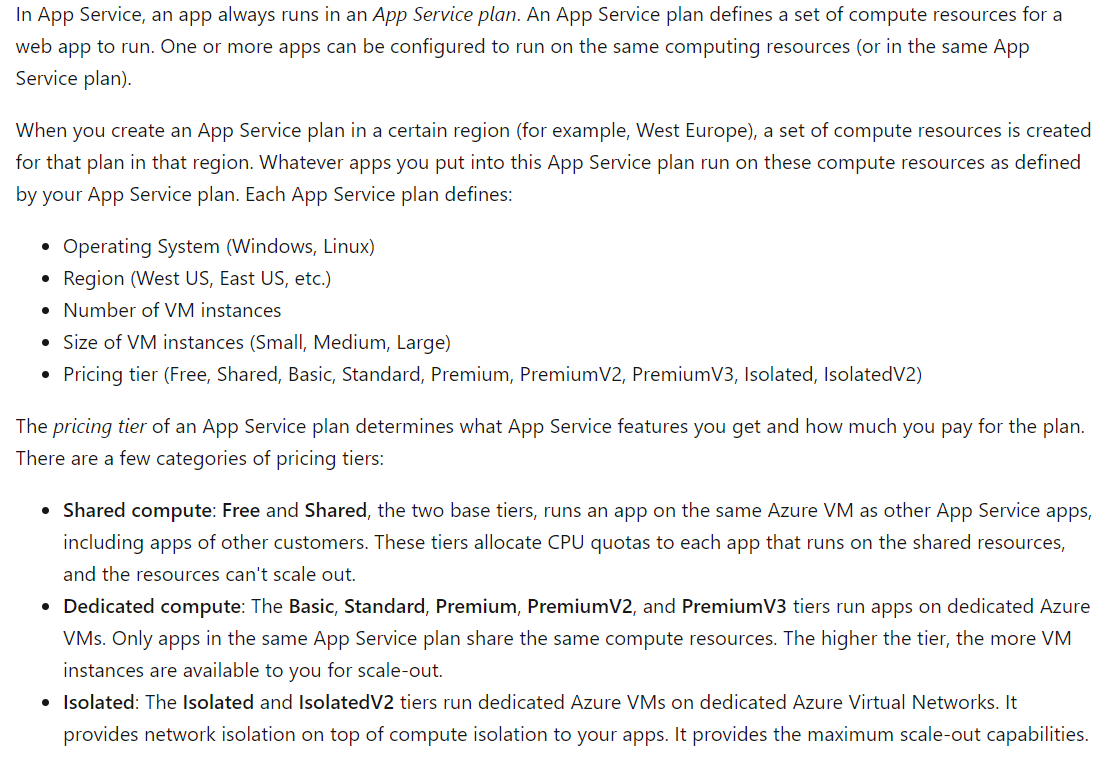 In App Service, an app always runs in an App Service plan. An App Service plan defines a set of compute resources for a
web app to run. One or more apps can be configured to run on the same computing resources (or in the same App
Service plan).
When you create an App Service plan in a certain region (for example, West Europe), a set of compute resources is created
for that plan in that region. Whatever apps you put into this App Service plan run on these compute resources as defined
by your App Service plan. Each App Service plan defines:
• Operating System (Windows, Linux)
• Region (West US, East US, etc.)
• Number of VM instances
• Size of VM instances (Small, Medium, Large)
• Pricing tier (Free, Shared, Basic, Standard, Premium, PremiumV2, PremiumV3, Isolated, IsolatedV2)
The pricing tier of an App Service plan determines what App Service features you get and how much you pay for the plan.
There are a few categories of pricing tiers:
• Shared compute: Free and Shared, the two base tiers, runs an app on the same Azure VM as other App Service apps,
including apps of other customers. These tiers allocate CPU quotas to each app that runs on the shared resources,
and the resources can't scale out.
• Dedicated compute: The Basic, Standard, Premium, PremiumV2, and PremiumV3 tiers run apps on dedicated Azure
VMs. Only apps in the same App Service plan share the same compute resources. The higher the tier, the more VM
instances are available to you for scale-out.
• Isolated: The Isolated and IsolatedV2 tiers run dedicated Azure VMs on dedicated Azure Virtual Networks. It
provides network isolation on top of compute isolation to your apps. It provides the maximum scale-out capabilities.